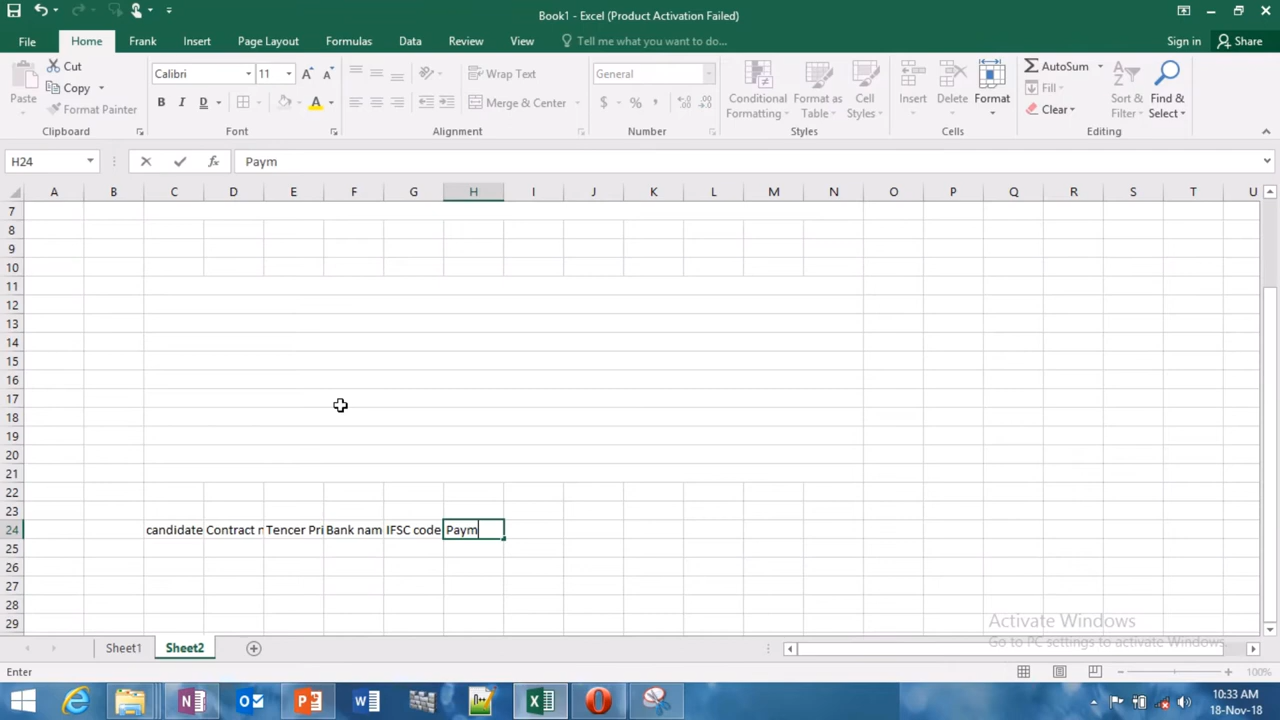 Book1 - Excel (Product Activation Failed)
File Home Frank Insert Page Layout Formulas Data Review View Tell me what you want to do... Sign in Share
Paste Cut Copy Format Painter Clipboard
Calibri 11 B I D A Font
Wrap Text Merge & Center Alignment
General $ % , Number
Conditional Formatting Format as Table Cell Styles Styles
Insert Delete Format Cells
AutoSum Fill Clear Sort & Filter Find & Select Editing
H24 fx Paym
A B C D E F G H I J K L M N O P Q R S T U
7
8
9
10
11
12
13
14
15
16
17
18
19
20
21
22
23
24 candidate Contract n Tencer Pri Bank nam IFSC code Paym
25
26
27
28
29
Activate Windows
Go to PC settings to activate Windows.
Sheet1 Sheet2
Enter 100%
10:33 AM
18-Nov-18